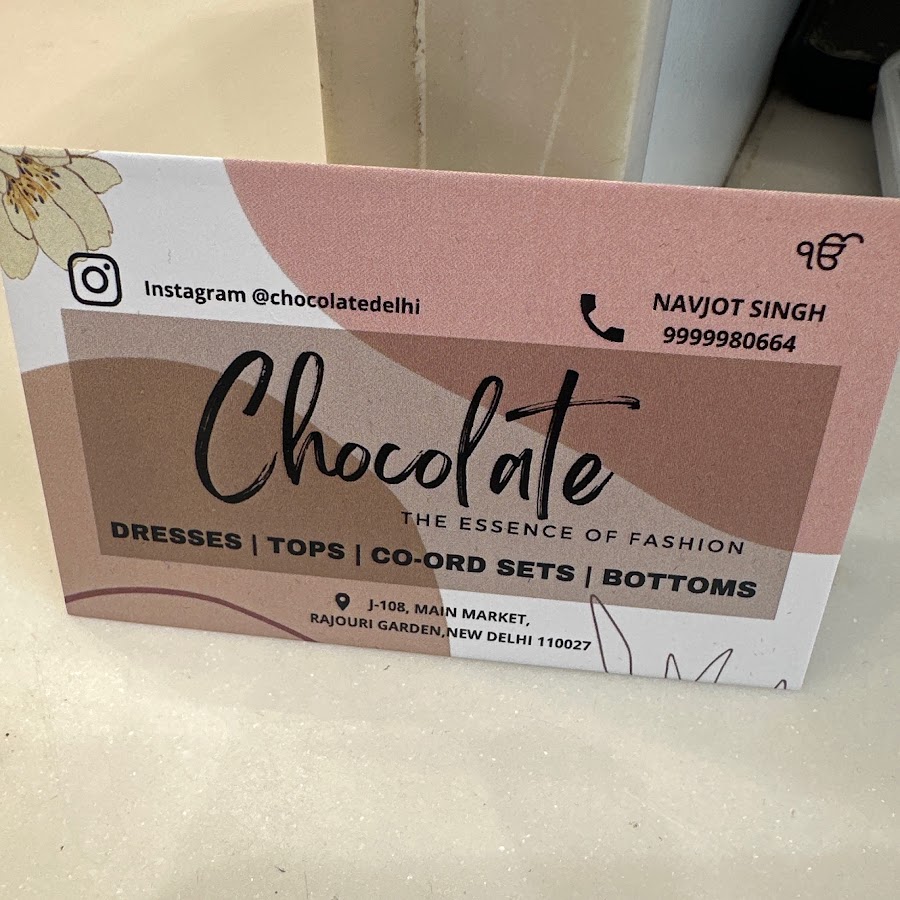 ੴ
Instagram @chocolatedelhi
NAVJOT SINGH
9999980664
Chocolate
THE ESSENCE OF FASHION
DRESSES | TOPS | CO-ORD SETS | BOTTOMS
J-108, MAIN MARKET,
RAJOURI GARDEN,NEW DELHI 110027